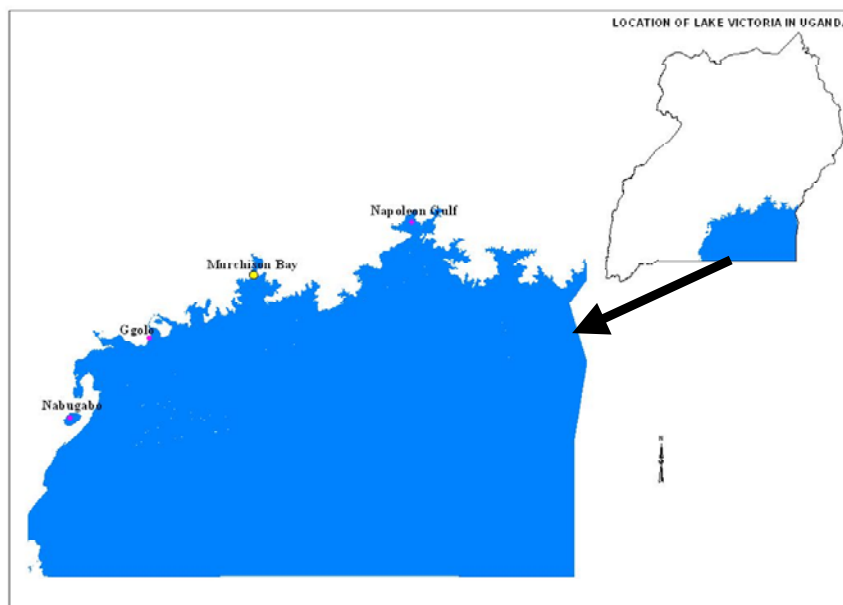 LOCATION OF LAKE VICTORIA IN UGANDA
Napoleon Gulf
Murchison Bay
Ggolo
Nabugabo
N